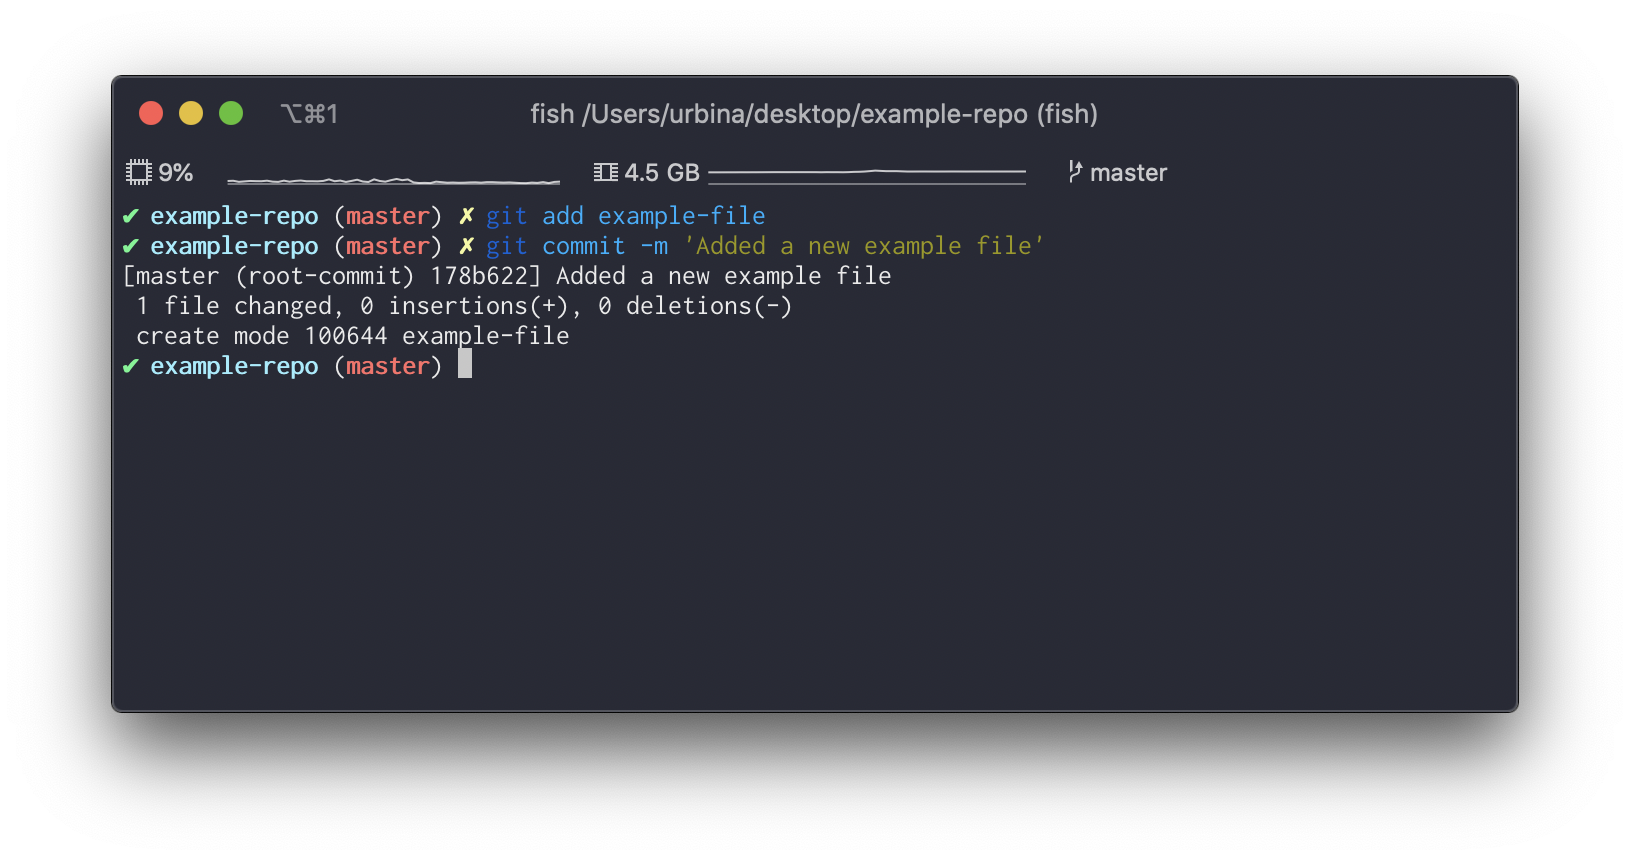 ⌥⌘1 fish /Users/urbina/desktop/example-repo (fish)
9% 4.5 GB master
✔ example-repo (master) ✗ git add example-file
✔ example-repo (master) ✗ git commit -m 'Added a new example file'
[master (root-commit) 178b622] Added a new example file
1 file changed, 0 insertions(+), 0 deletions(-)
create mode 100644 example-file
✔ example-repo (master)